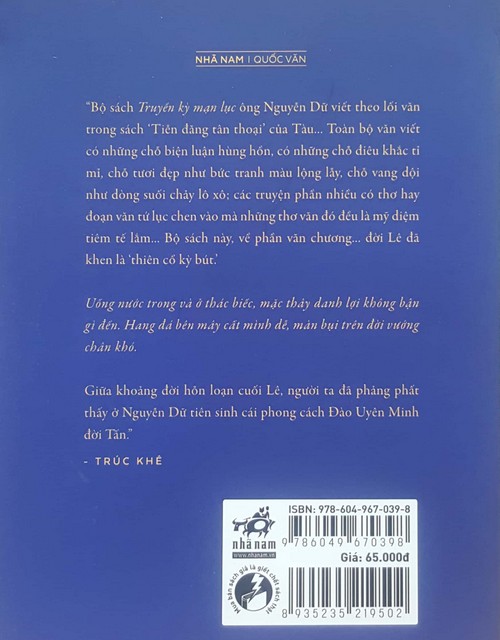 NHÃ NAM | QUỐC VĂN
“Bộ sách Truyền kỳ mạn lục ông Nguyễn Dữ viết theo lối văn
trong sách ‘Tiễn đăng tân thoại’ của Tàu... Toàn bộ văn viết
có những chỗ biện luận hùng hồn, có những chỗ điêu khắc tỉ
mỉ, chỗ tươi đẹp như bức tranh màu lộng lẫy, chỗ vang dội
như dòng suối chảy lô xô; các truyện phần nhiều có thơ hay
đoạn văn tứ lục chen vào mà những thơ văn đó đều là mỹ diệm
tiêm tế lắm... Bộ sách này, về phần văn chương... đời Lê đã
khen là ‘thiên cổ kỳ bút.’
Uống nước trong và ở thác biếc, mặc thảy danh lợi không bận
gì đến. Hang đá bên mây cất mình dễ, màn bụi trên đời vướng
chân khó.
Giữa khoảng đời hỗn loạn cuối Lê, người ta đã phảng phất
thấy ở Nguyễn Dữ tiên sinh cái phong cách Đào Uyên Minh
đời Tấn.”
- TRÚC KHÊ
ISBN: 978-604-967-039-8
9 786049 670398
nhã nam
www.nhanam.vn
Giá: 65.000đ
Mua bán sách giả là giết chết sách thật
8 935235 219502